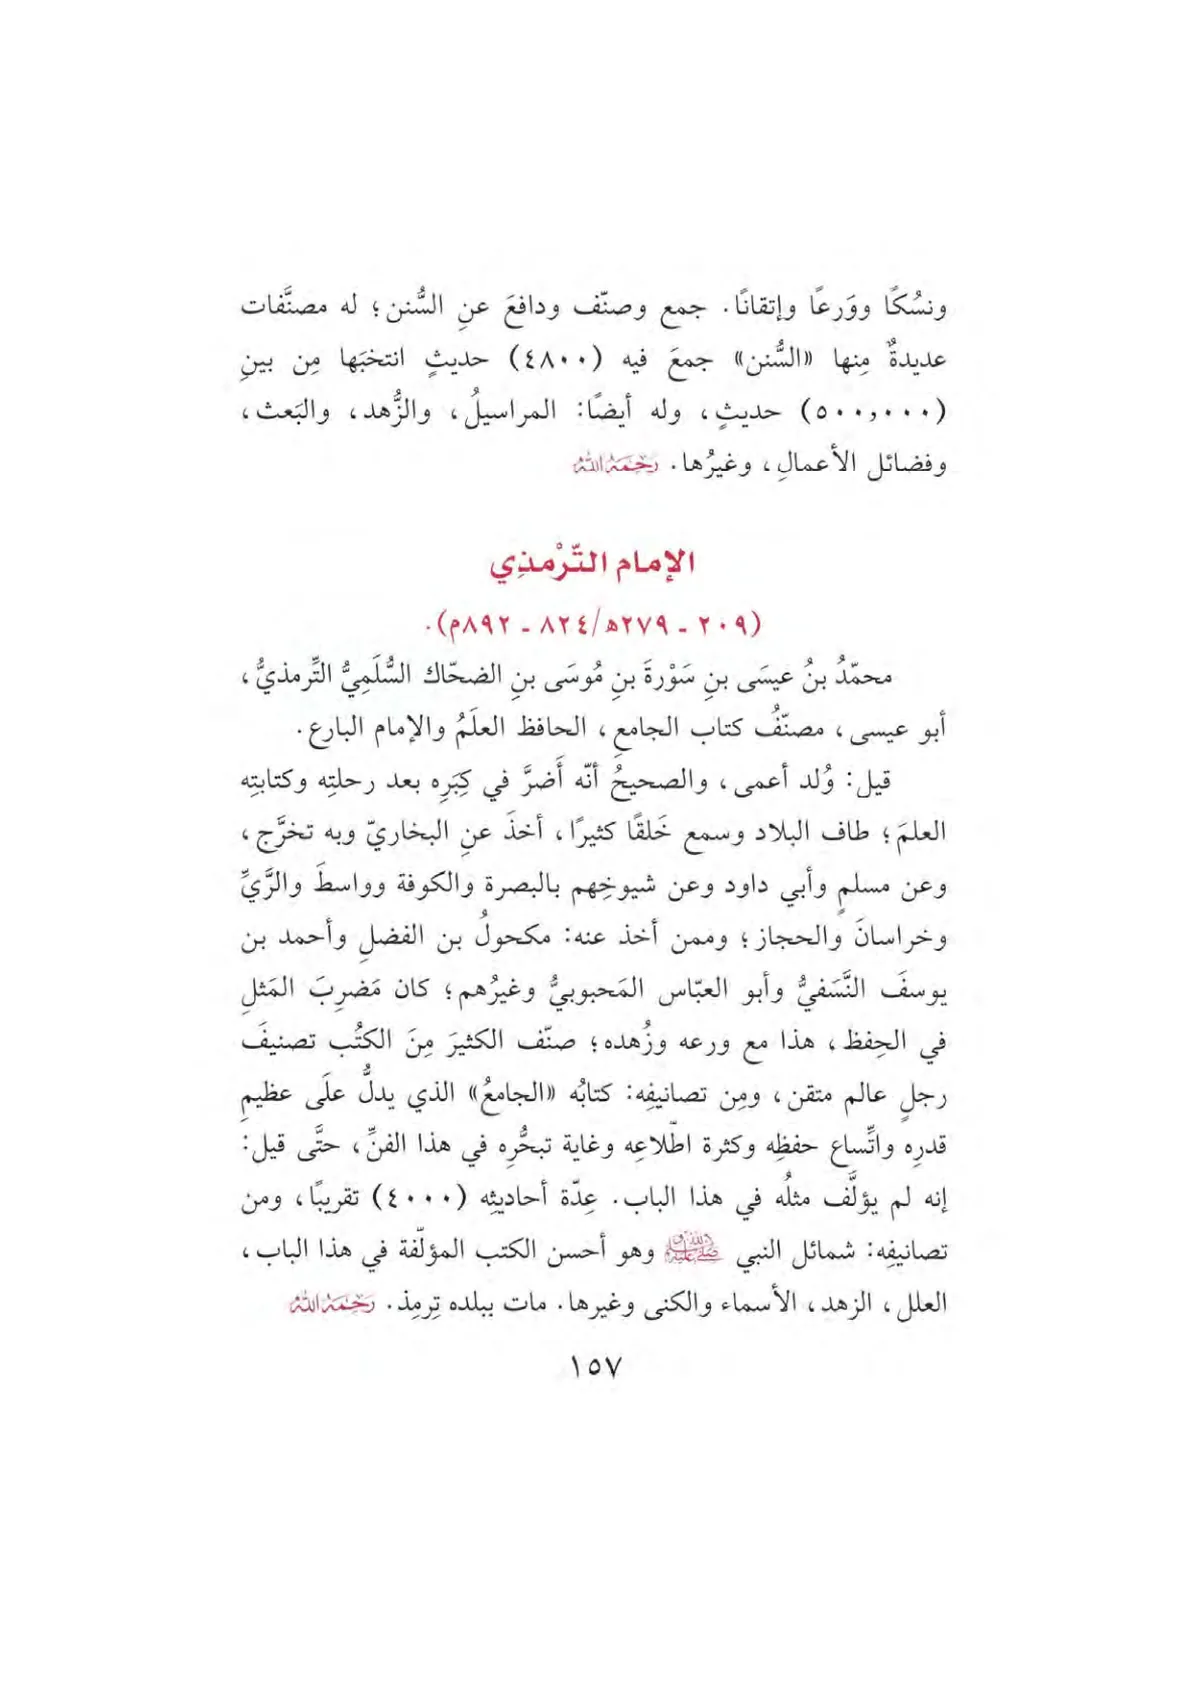 ونسُكًا ووَرعًا وإتقانًا. جمع وصنّف ودافعَ عنِ السُّنن؛ له مصنَّفات
عديدةٌ مِنها «السُّنن» جمعَ فيه (٤٨٠٠) حديثٍ انتخبَها مِن بينِ
(٥٠٠,٠٠٠) حديثٍ، وله أيضًا: المراسيلُ، والزُّهد، والبَعث،
وفضائل الأعمالِ، وغيرُها. رَحِمَهُ اللَّهُ
الإمام التِّرْمذِي
(٢٠٩ - ٢٧٩هـ/٨٢٤ - ٨٩٢م).
محمّدُ بنُ عيسَى بنِ سَوْرةَ بنِ مُوسَى بنِ الضحّاك السُّلَمِيُّ التِّرمذيُّ،
أبو عيسى، مصنّفُ كتاب الجامعِ، الحافظ العلَمُ والإمام البارع.
قيل: وُلد أعمى، والصحيحُ أنّه أَضرَّ في كِبَرِه بعد رحلتِه وكتابتِه
العلمَ؛ طاف البلاد وسمع خَلقًا كثيرًا، أخذَ عنِ البخاريّ وبه تخرَّج،
وعن مسلمٍ وأبي داود وعن شيوخِهم بالبصرة والكوفة وواسطَ والرَّيِّ
وخراسانَ والحجاز؛ وممن أخذ عنه: مكحولُ بن الفضلِ وأحمد بن
يوسفَ النَّسَفيُّ وأبو العبّاس المَحبوبيُّ وغيرُهم؛ كان مَضرِبَ المَثلِ
في الحِفظ، هذا مع ورعه وزُهده؛ صنّف الكثيرَ مِنَ الكتُب تصنيفَ
رجلٍ عالم متقن، ومِن تصانيفِه: كتابُه «الجامعُ» الذي يدلُّ علَى عظيمِ
قدرِه واتِّساع حفظِه وكثرة اطّلاعِه وغاية تبحُّرِه في هذا الفنِّ، حتَّى قيل:
إنه لم يؤلَّف مثلُه في هذا الباب. عِدّة أحاديثِه (٤٠٠٠) تقريبًا، ومن
تصانيفِه: شمائل النبي ﷺ وهو أحسن الكتب المؤلّفة في هذا الباب،
العلل، الزهد، الأسماء والكنى وغيرها. مات ببلده تِرمِذ. رَحِمَهُ اللَّهُ
١٥٧